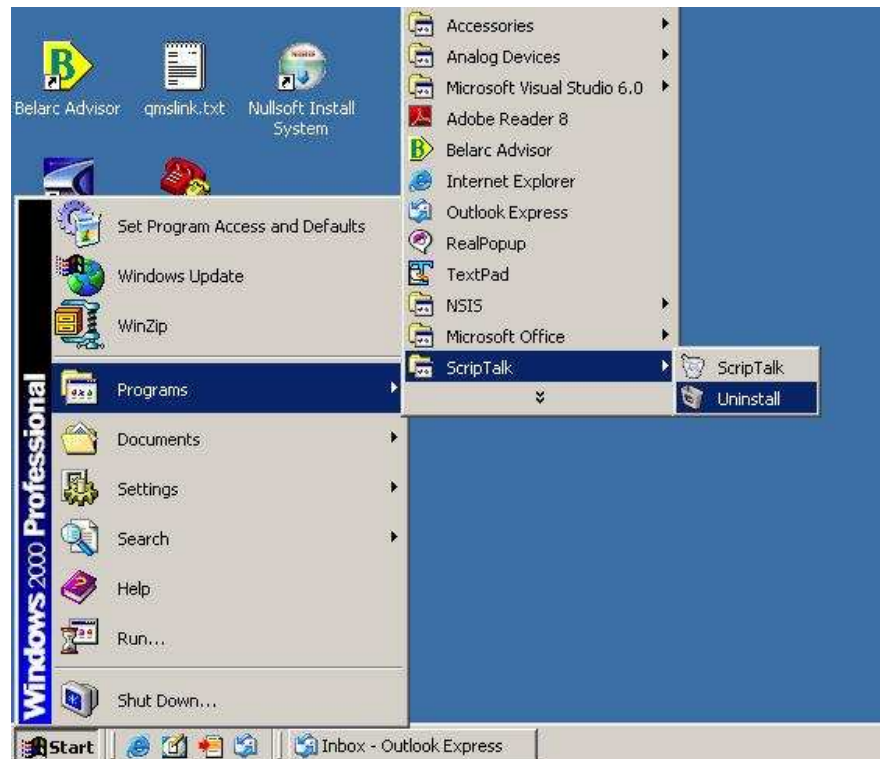 Belarc Advisor
qmslink.txt
Nullsoft Install
System
Accessories
Analog Devices
Microsoft Visual Studio 6.0
Adobe Reader 8
Belarc Advisor
Internet Explorer
Outlook Express
RealPopup
TextPad
NSIS
Microsoft Office
ScripTalk
ScripTalk
Uninstall
Set Program Access and Defaults
Windows Update
WinZip
Programs
Documents
Settings
Search
Help
Run...
Shut Down...
Windows 2000 Professional
Start
Inbox - Outlook Express